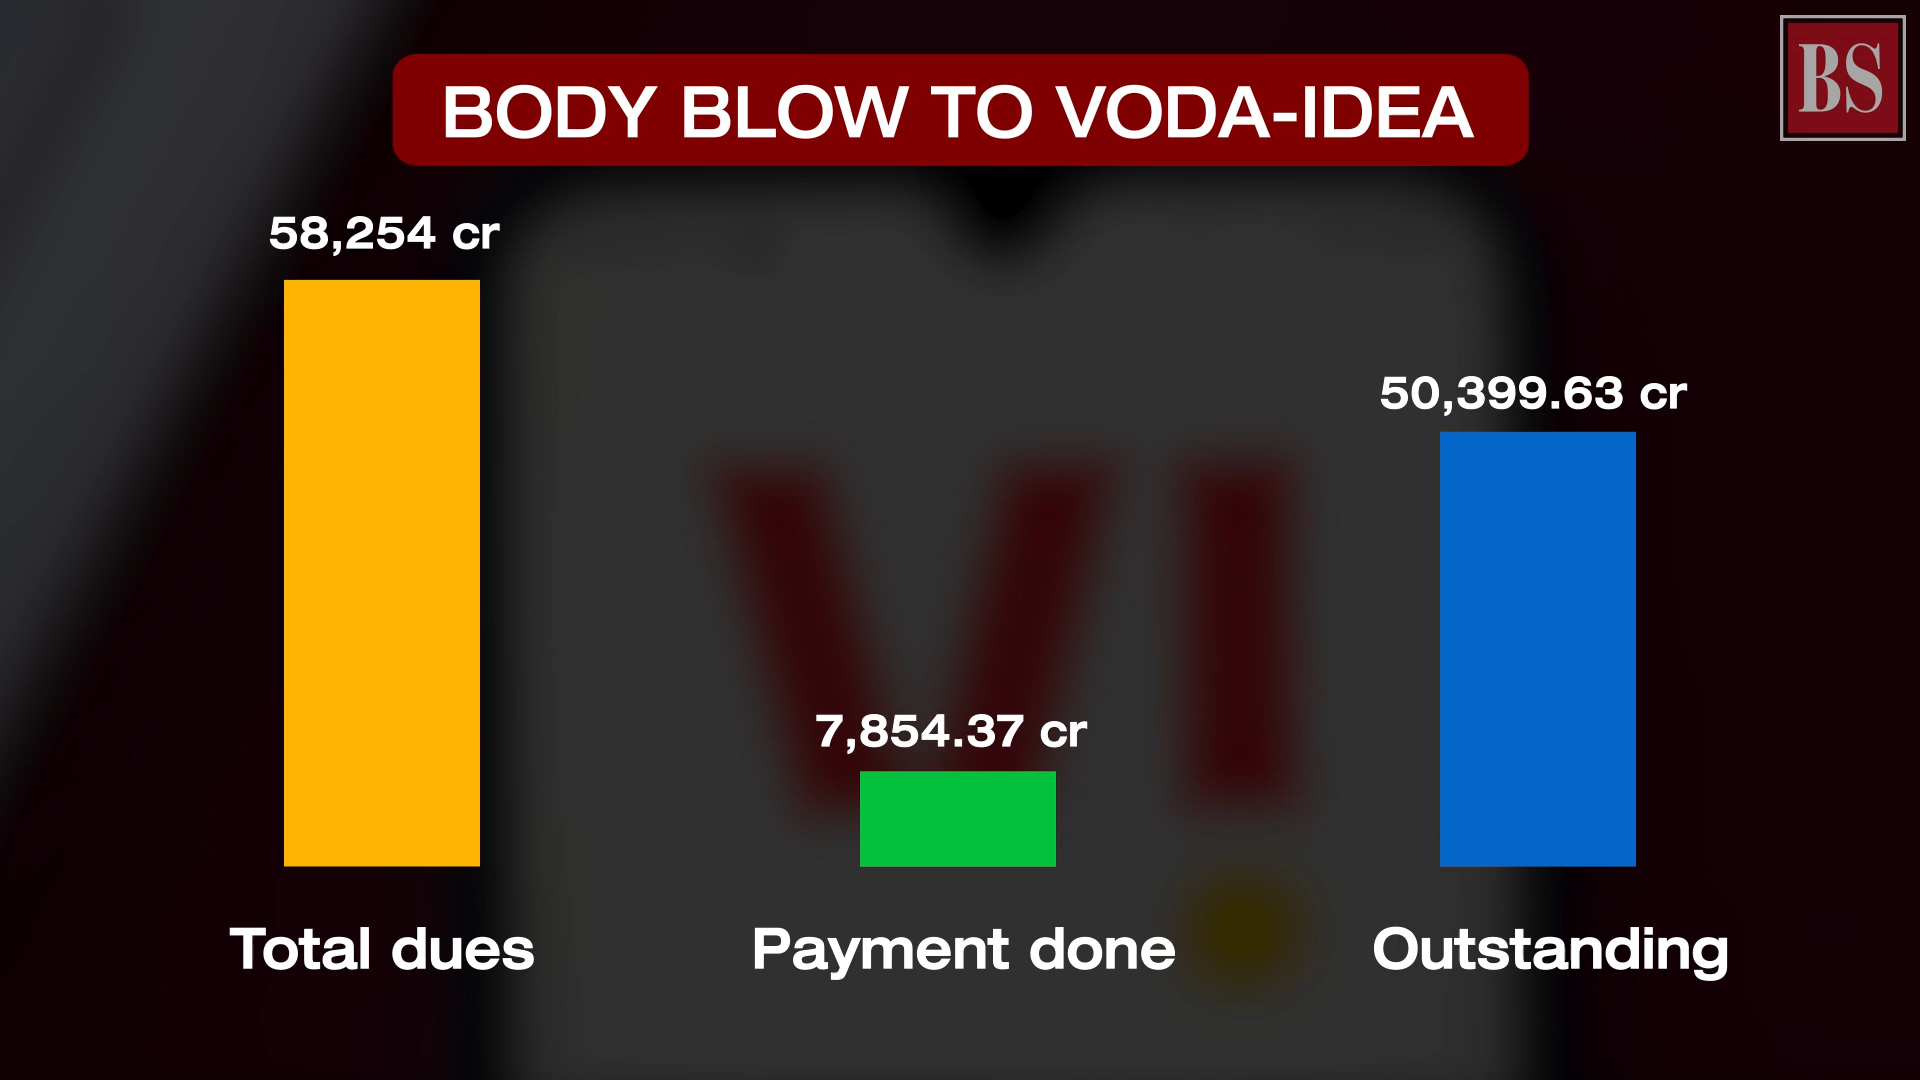 BS
BODY BLOW TO VODA-IDEA
58,254 cr
50,399.63 cr
7,854.37 cr
VI
Total dues
Payment done
Outstanding